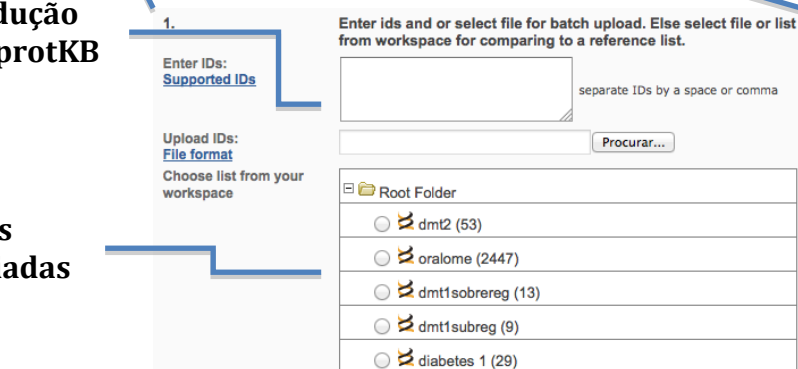 dução
protKB
1.
Enter ids and or select file for batch upload. Else select file or list
from workspace for comparing to a reference list.
Enter IDs:
Supported IDs
separate IDs by a space or comma
Upload IDs:
File format
Procurar...
Choose list from your
workspace
Root Folder
dmt2 (53)
oralome (2447)
dmt1sobrereg (13)
dmt1subreg (9)
diabetes 1 (29)
s
adas